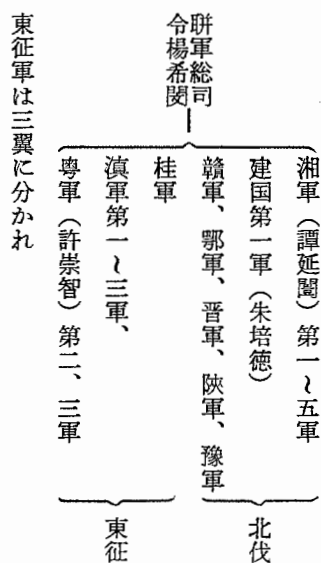 聯軍総司
令楊希閔
湘軍（譚延闓）第一～五軍
建国第一軍（朱培徳）
贛軍、鄂軍、晋軍、陝軍、豫軍
北伐
桂軍
滇軍第一～三軍、
粤軍（許崇智）第二、三軍
東征
東征軍は三翼に分かれ